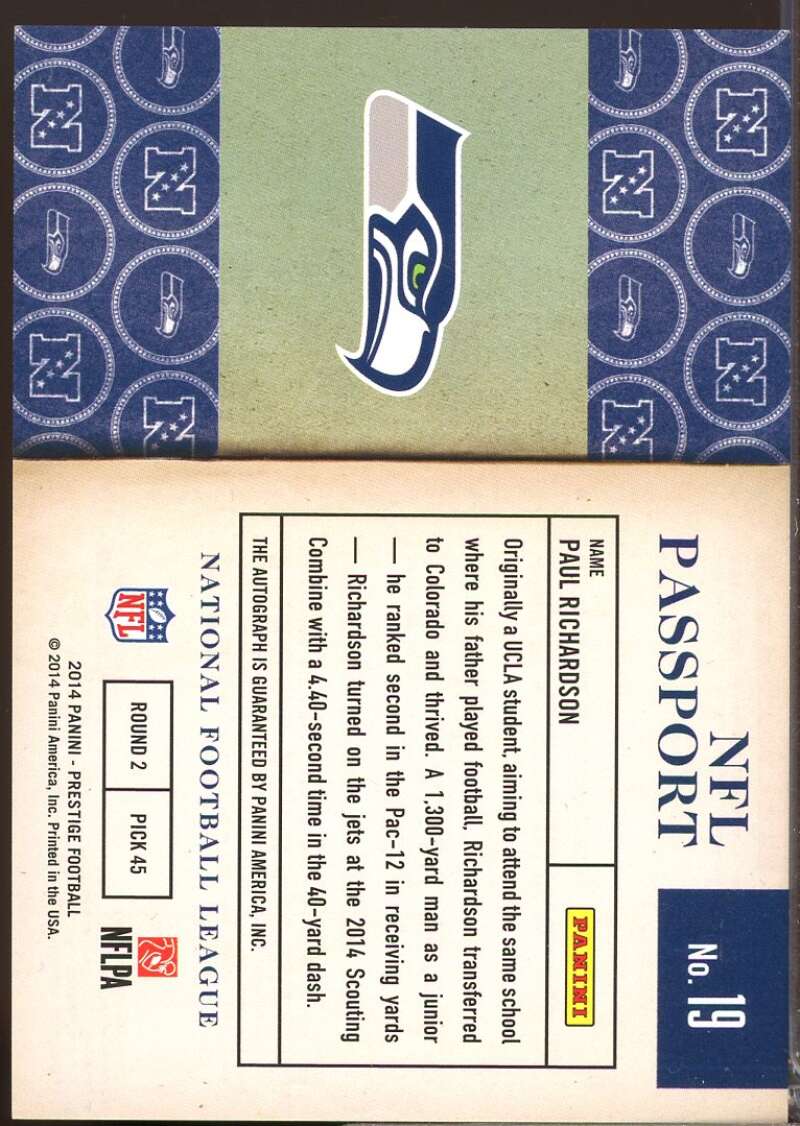 NFL
PASSPORT
No. 19
NAME
PAUL RICHARDSON
PANINI
Originally a UCLA student, aiming to attend the same school
where his father played football, Richardson transferred
to Colorado and thrived. A 1,300-yard man as a junior
— he ranked second in the Pac-12 in receiving yards
— Richardson turned on the jets at the 2014 Scouting
Combine with a 4.40-second time in the 40-yard dash.
THE AUTOGRAPH IS GUARANTEED BY PANINI AMERICA, INC.
NATIONAL FOOTBALL LEAGUE
NFL
ROUND 2
PICK 45
NFLPA
2014 PANINI - PRESTIGE FOOTBALL
© 2014 Panini America, Inc. Printed in the USA.